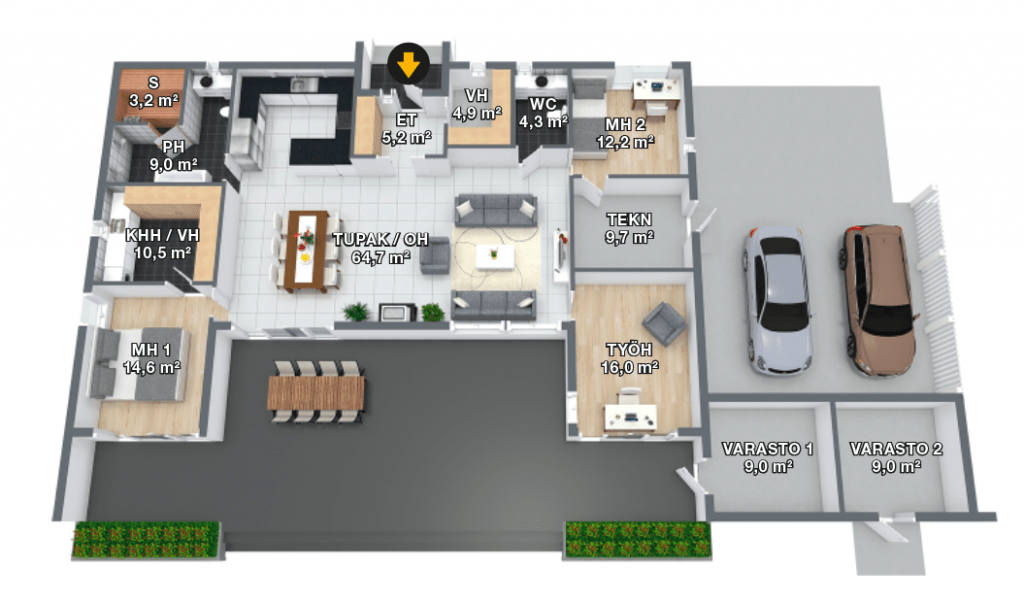 S
3,2 m²
PH
9,0 m²
ET
5,2 m²
VH
4,9 m²
WC
4,3 m²
MH 2
12,2 m²
KHH / VH
10,5 m²
TUPAK / OH
64,7 m²
TEKN
9,7 m²
MH 1
14,6 m²
TYÖH
16,0 m²
VARASTO 1
9,0 m²
VARASTO 2
9,0 m²